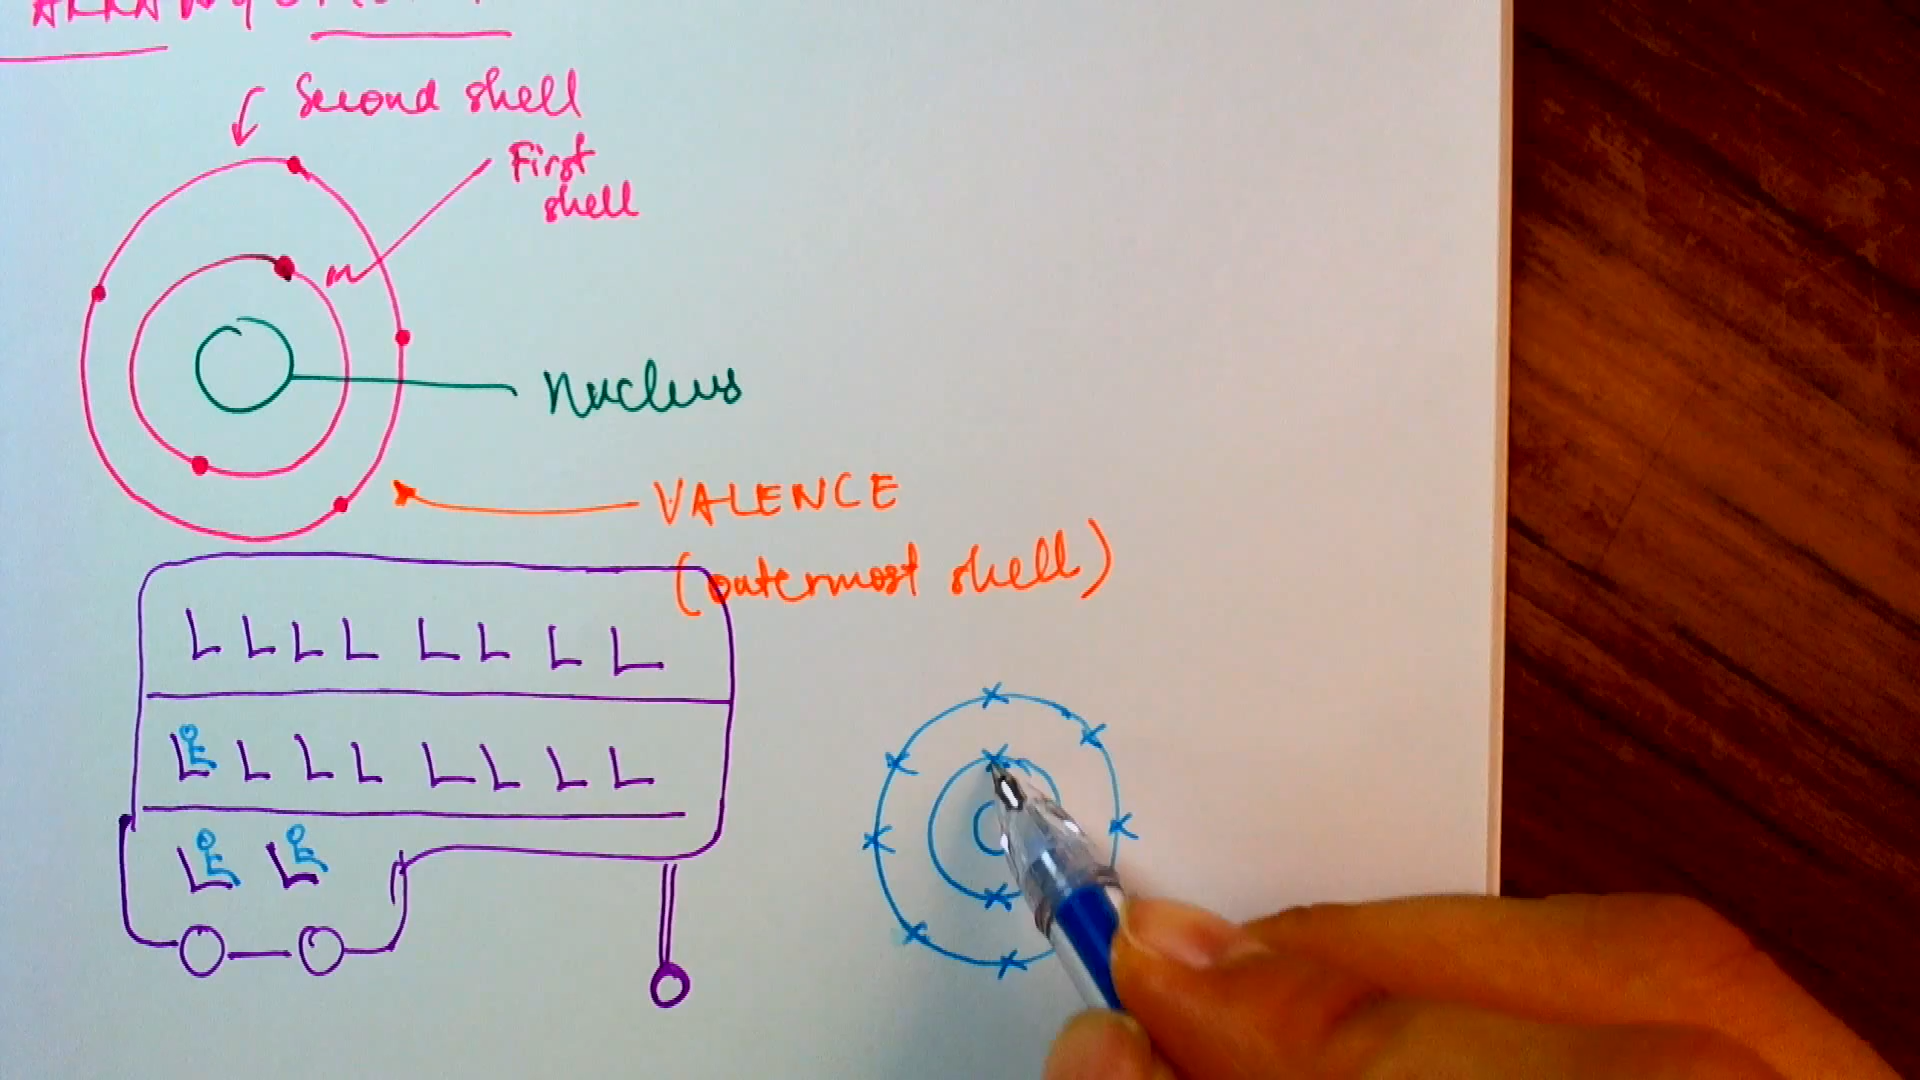 Second shell
First
shell
Nucleus
VALENCE
(outermost shell)